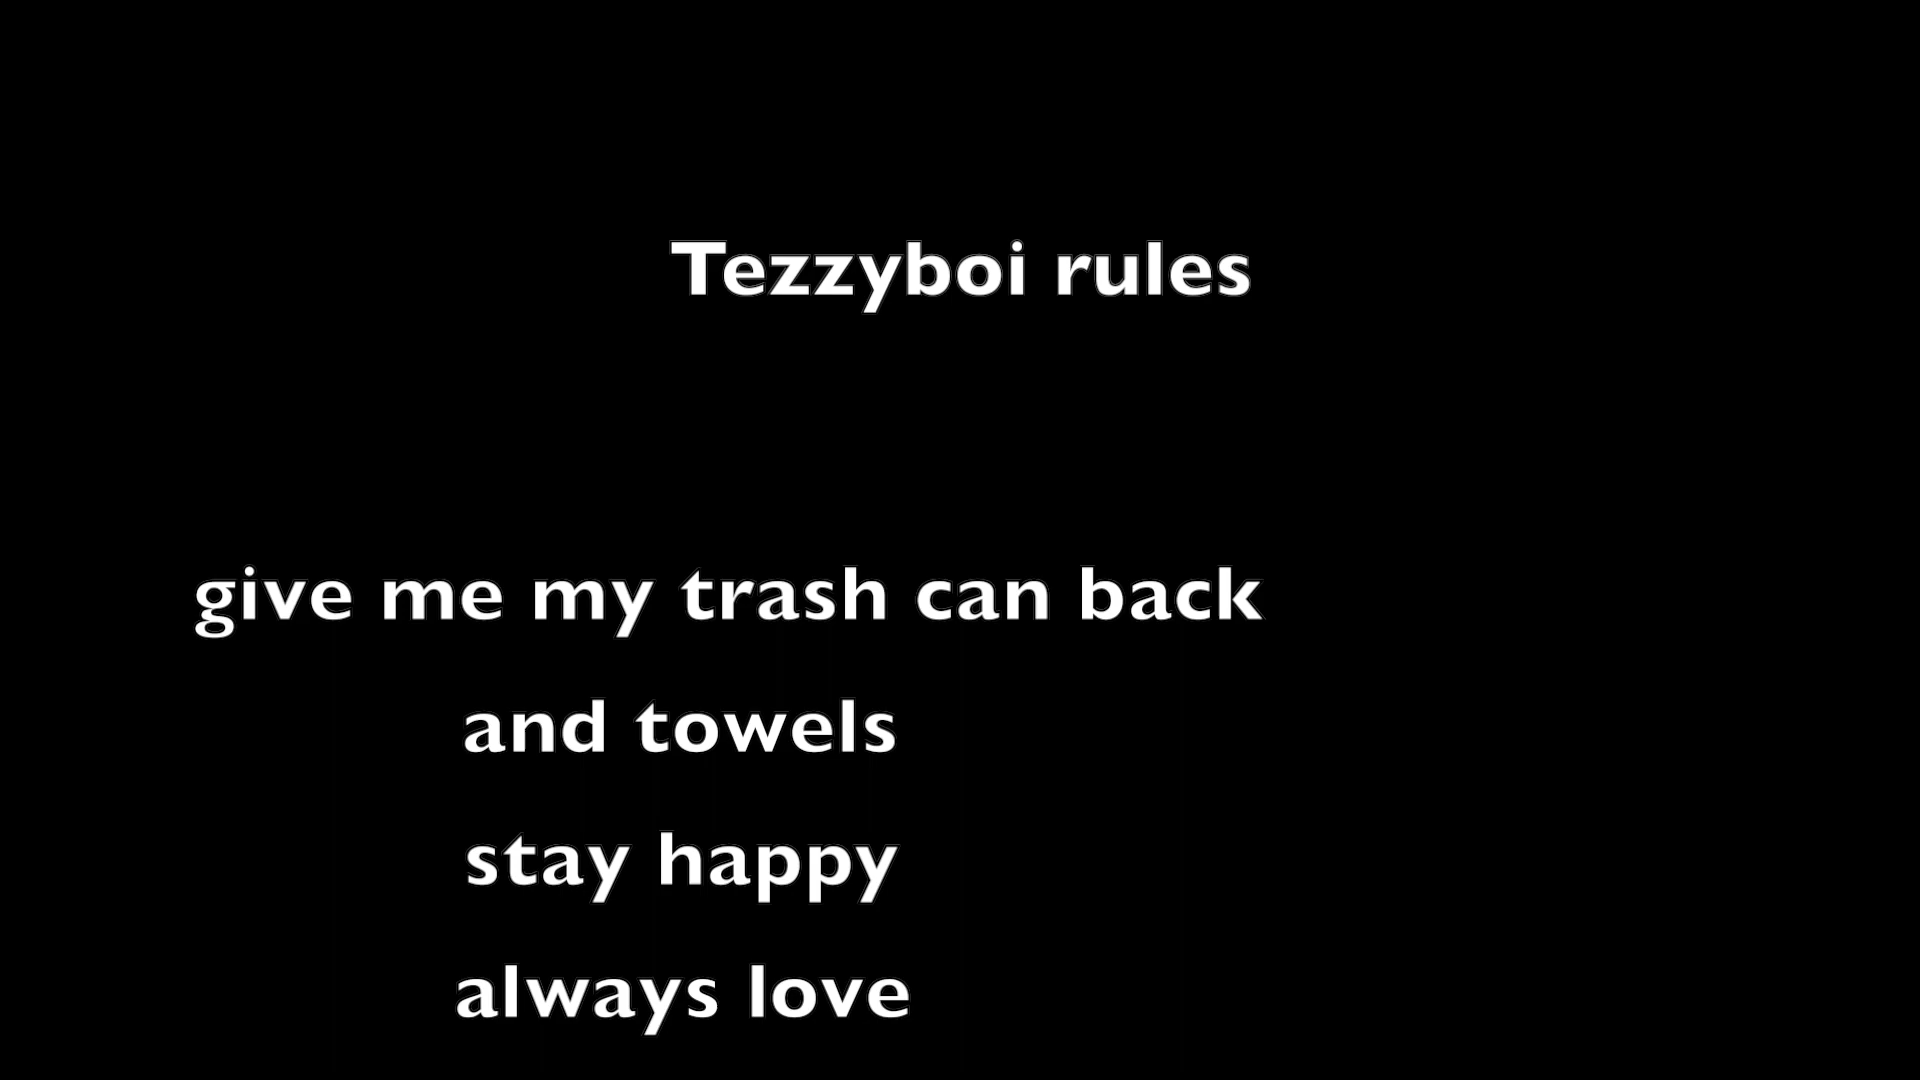 Tezzyboi rules
give me my trash can back
and towels
stay happy
always love